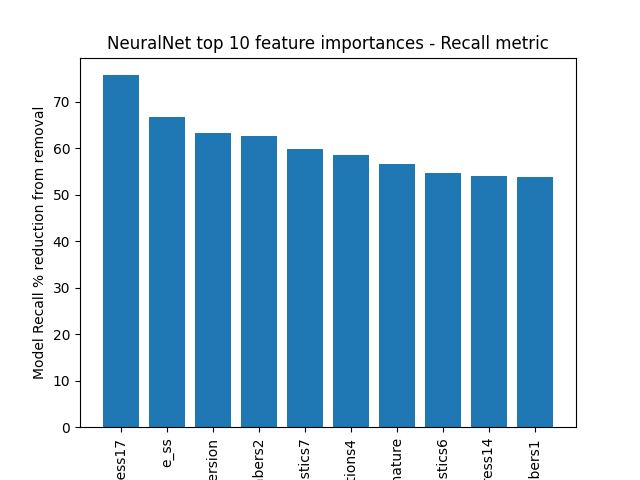 NeuralNet top 10 feature importances - Recall metric
Model Recall % reduction from removal
70
60
50
40
30
20
10
0
ess17
e_ss
ersion
bers2
stics7
ions4
nature
stics6
ress14
bers1